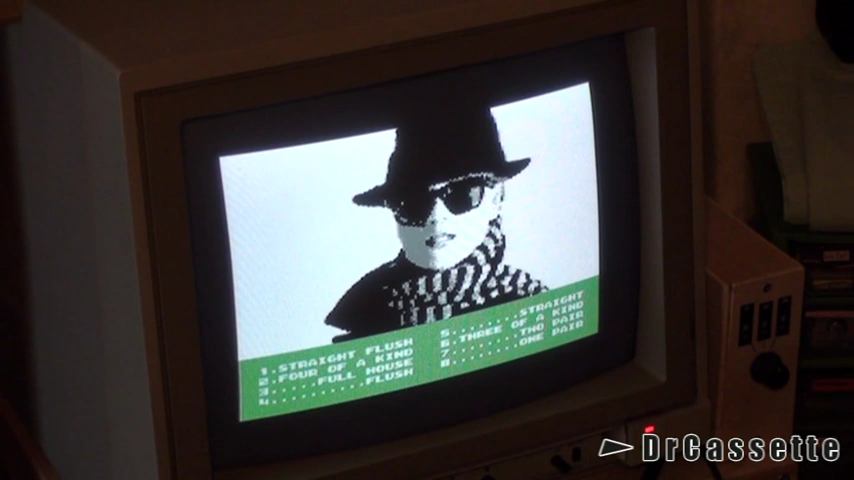 1.STRAIGHT FLUSH
2.FOUR OF A KIND
3.....FULL HOUSE
4..........FLUSH
5........STRAIGHT
6.THREE OF A KIND
7........TWO PAIR
8........ONE PAIR
DrCassette